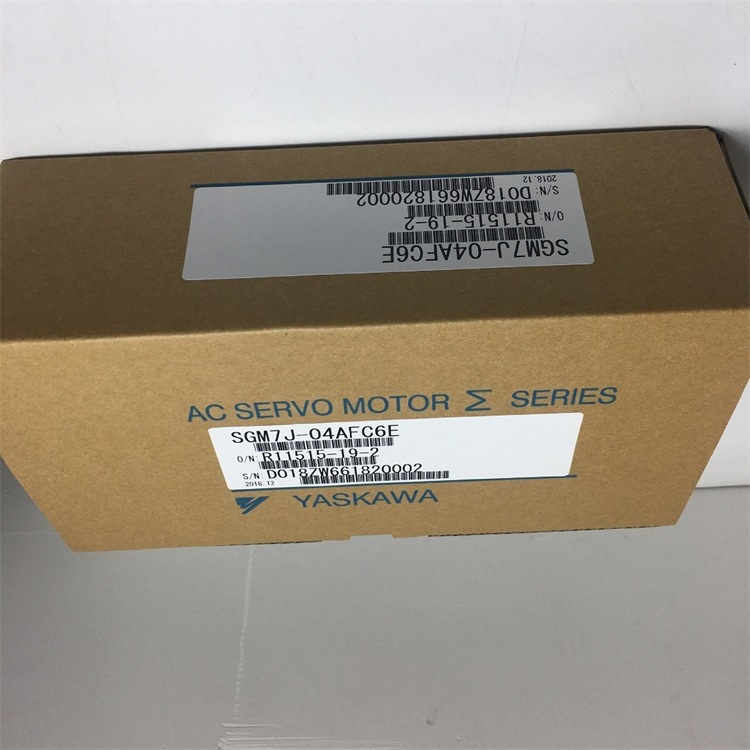 SGM7J-04AFC6E
O/N: R11515-19-2
S/N: D018ZW661820002
2018.12
AC SERVO MOTOR Σ SERIES
SGM7J-04AFC6E
O/N: R11515-19-2
S/N: D018ZW661820002
2018.12
YASKAWA